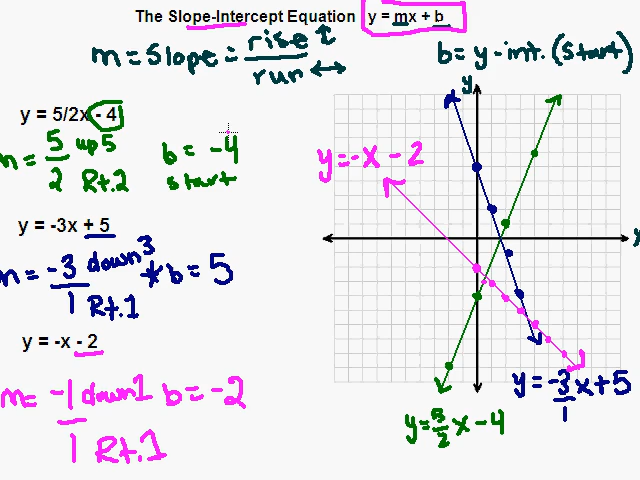 The Slope-Intercept Equation y = mx + b
m = slope = rise/run
b = y-int. (start)
y
y = 5/2x - 4
m = 5/2 up 5 Rt. 2
b = -4
start
y = -x - 2
x
y = -3x + 5
m = -3/1 down 3 Rt. 1
* b = 5
y = -x - 2
m = -1/1 down 1 Rt. 1
b = -2
y = -3/1 x + 5
y = 5/2 x - 4